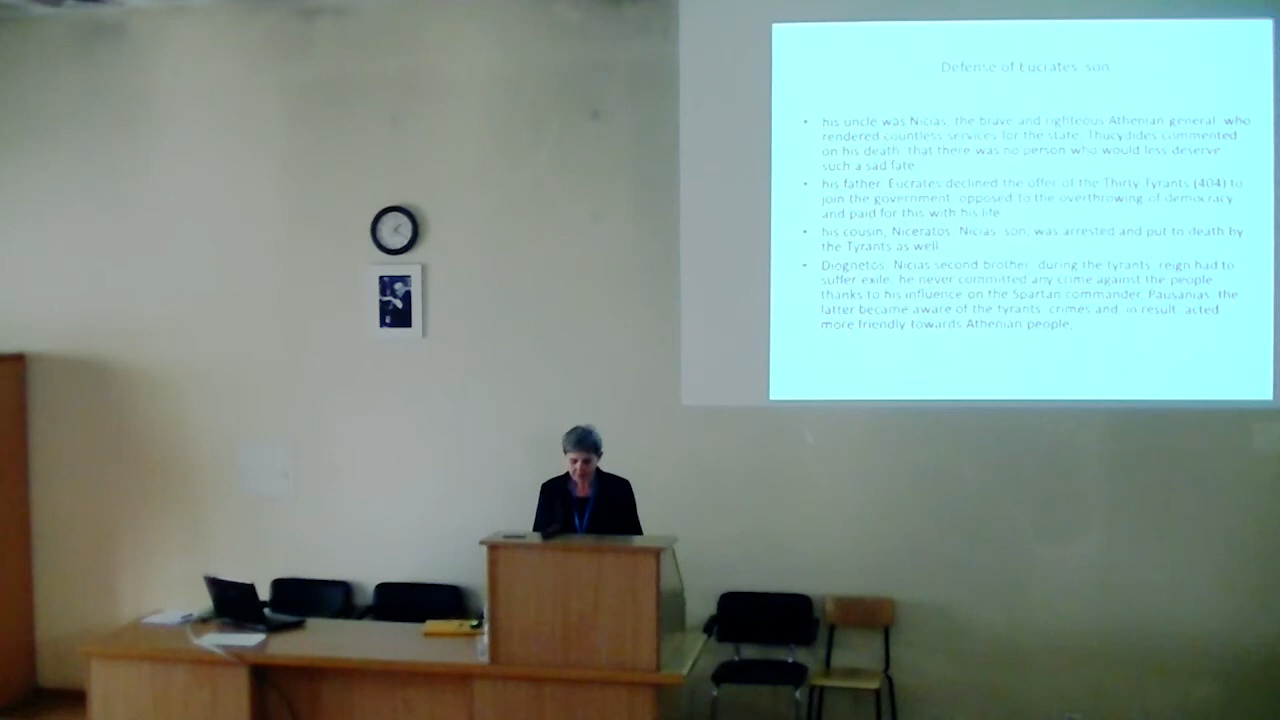 Defense of Eucrates' son
• his uncle was Nicias, the brave and righteous Athenian general, who
rendered countless services for the state. Thucydides commented
on his death, that there was no person who would less deserve
such a sad fate
• his father, Eucrates declined the offer of the Thirty Tyrants (404) to
join the government, opposed to the overthrowing of democracy
and paid for this with his life
• his cousin, Niceratos, Nicias' son, was arrested and put to death by
the Tyrants as well
• Diognetos, Nicias second brother, during the tyrants' reign had to
suffer exile, he never committed any crime against the people
thanks to his influence on the Spartan commander, Pausanias, the
latter became aware of the tyrants' crimes and, in result, acted
more friendly towards Athenian people,